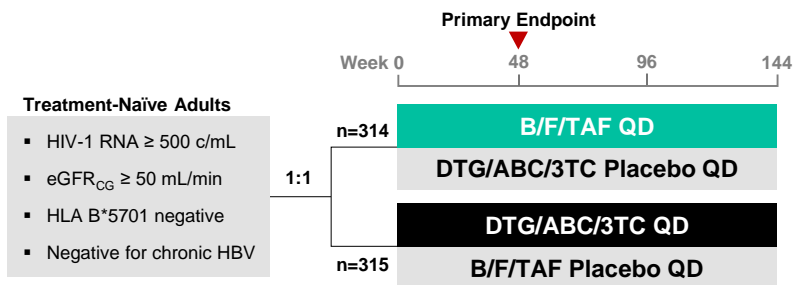 Primary Endpoint
Week 0 48 96 144
Treatment-Naïve Adults
▪ HIV-1 RNA ≥ 500 c/mL
▪ eGFRCG ≥ 50 mL/min
▪ HLA B*5701 negative
▪ Negative for chronic HBV
1:1
n=314
B/F/TAF QD
DTG/ABC/3TC Placebo QD
n=315
DTG/ABC/3TC QD
B/F/TAF Placebo QD